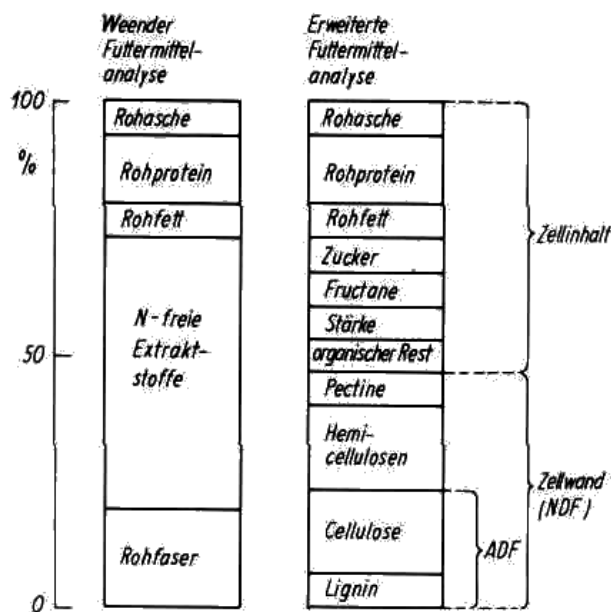 Weender
Futtermittel-
analyse
Erweiterte
Futtermittel-
analyse
100
%
50
0
Rohasche
Rohprotein
Rohfett
N-freie
Extrakt-
stoffe
Rohfaser
Rohasche
Rohprotein
Rohfett
Zucker
Fructane
Stärke
organischer Rest
Pectine
Hemi-
cellulosen
Cellulose
Lignin
Zellinhalt
Zellwand
(NDF)
ADF